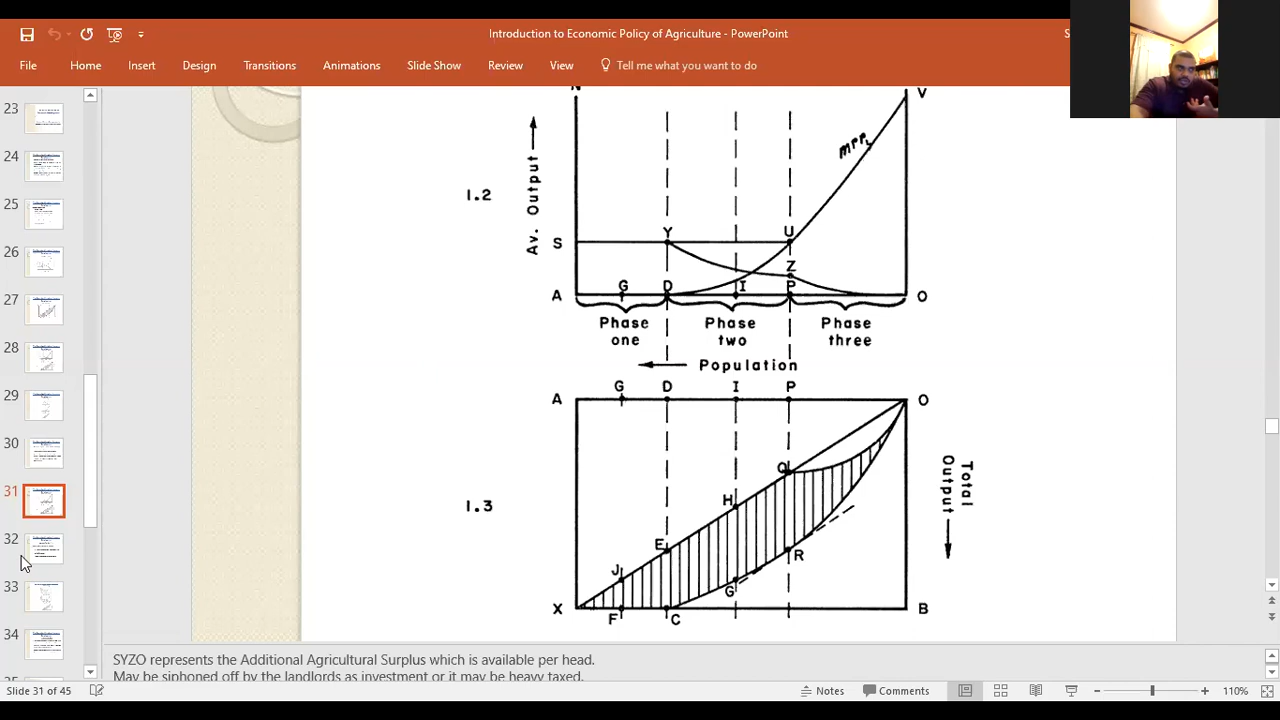 Introduction to Economic Policy of Agriculture - PowerPoint
S
File Home Insert Design Transitions Animations Slide Show Review View Tell me what you want to do
23
24
25
26
27
28
29
30
31
32
33
34
N
V
mpp
Av. Output
1.2
S
Y
U
Z
A
G
D
I
P
O
Phase one
Phase two
Phase three
Population
A
G
D
I
P
O
1.3
Q
H
E
J
R
G
X
F
C
B
Total Output
SYZO represents the Additional Agricultural Surplus which is available per head.
May be siphoned off by the landlords as investment or it may be heavy taxed.
Slide 31 of 45 Notes Comments 110%